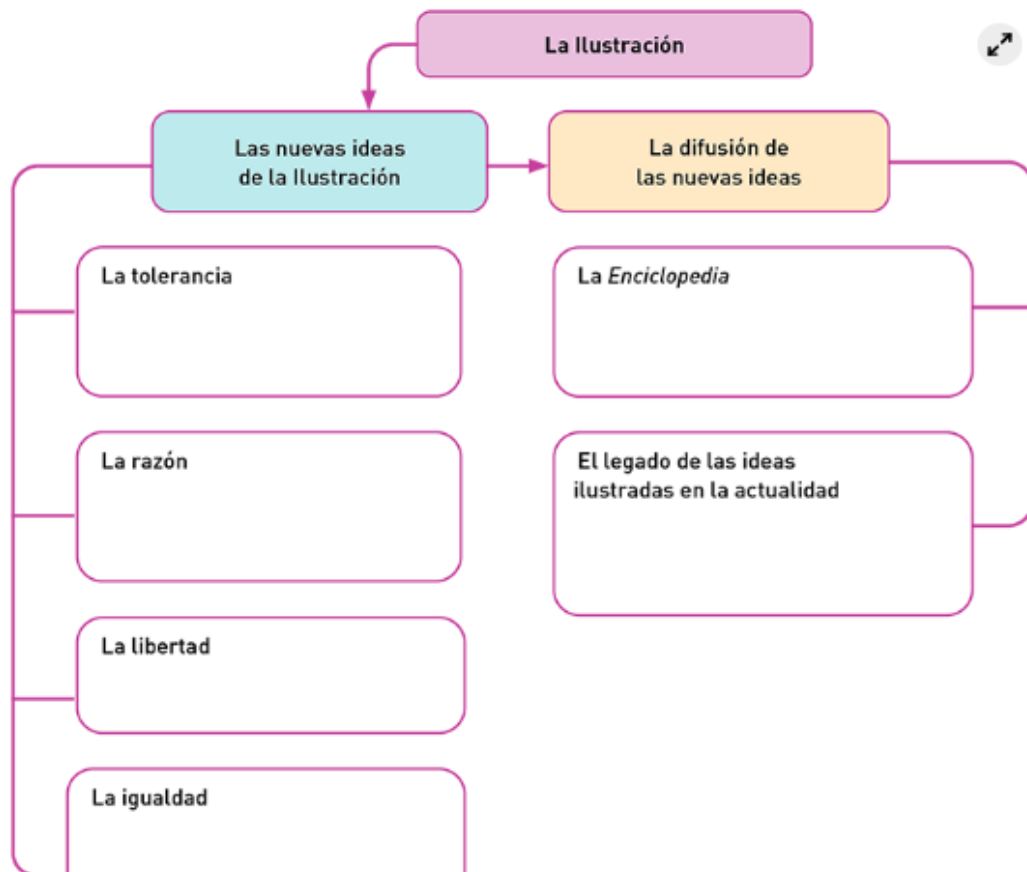 La Ilustración
Las nuevas ideas
de la Ilustración
La difusión de
las nuevas ideas
La tolerancia
La razón
La libertad
La igualdad
La Enciclopedia
El legado de las ideas
ilustradas en la actualidad